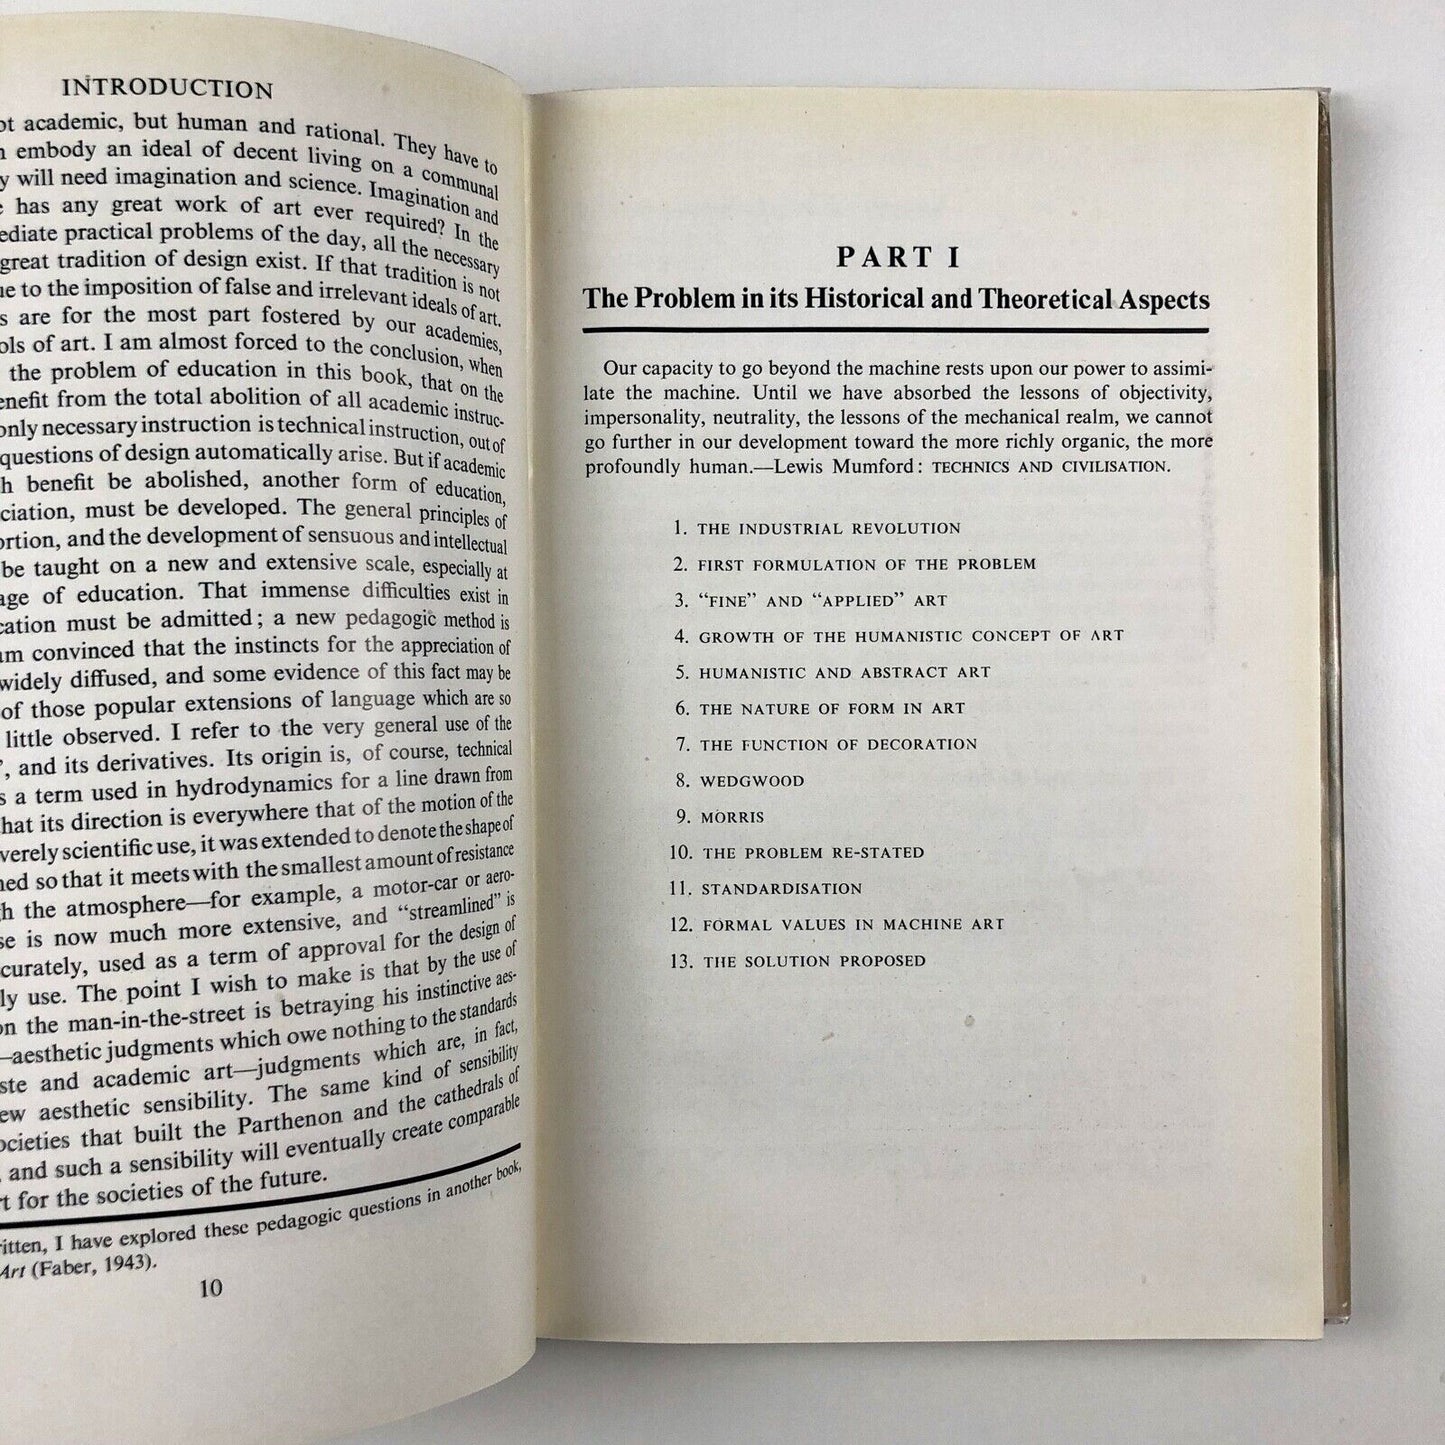 INTRODUCTION
ot academic, but human and rational. They have to
embody an ideal of decent living on a communal
y will need imagination and science. Imagination and
e has any great work of art ever required? In the
ediate practical problems of the day, all the necessary
great tradition of design exist. If that tradition is not
ue to the imposition of false and irrelevant ideals of art.
s are for the most part fostered by our academies,
ols of art. I am almost forced to the conclusion, when
the problem of education in this book, that on the
enefit from the total abolition of all academic instruc-
only necessary instruction is technical instruction, out of
questions of design automatically arise. But if academic
h benefit be abolished, another form of education,
ciation, must be developed. The general principles of
ortion, and the development of sensuous and intellectual
be taught on a new and extensive scale, especially at
age of education. That immense difficulties exist in
cation must be admitted; a new pedagogic method is
am convinced that the instincts for the appreciation of
widely diffused, and some evidence of this fact may be
of those popular extensions of language which are so
little observed. I refer to the very general use of the
”, and its derivatives. Its origin is, of course, technical
s a term used in hydrodynamics for a line drawn from
hat its direction is everywhere that of the motion of the
verely scientific use, it was extended to denote the shape of
ned so that it meets with the smallest amount of resistance
gh the atmosphere—for example, a motor-car or aero-
se is now much more extensive, and “streamlined” is
ccurately, used as a term of approval for the design of
ly use. The point I wish to make is that by the use of
on the man-in-the-street is betraying his instinctive aes-
—aesthetic judgments which owe nothing to the standards
ste and academic art—judgments which are, in fact,
ew aesthetic sensibility. The same kind of sensibility
ocieties that built the Parthenon and the cathedrals of
, and such a sensibility will eventually create comparable
rt for the societies of the future.
ritten, I have explored these pedagogic questions in another book,
Art (Faber, 1943).
10
PART I
The Problem in its Historical and Theoretical Aspects
Our capacity to go beyond the machine rests upon our power to assimi-
late the machine. Until we have absorbed the lessons of objectivity,
impersonality, neutrality, the lessons of the mechanical realm, we cannot
go further in our development toward the more richly organic, the more
profoundly human.—Lewis Mumford: TECHNICS AND CIVILISATION.
1. THE INDUSTRIAL REVOLUTION
2. FIRST FORMULATION OF THE PROBLEM
3. “FINE” AND “APPLIED” ART
4. GROWTH OF THE HUMANISTIC CONCEPT OF ART
5. HUMANISTIC AND ABSTRACT ART
6. THE NATURE OF FORM IN ART
7. THE FUNCTION OF DECORATION
8. WEDGWOOD
9. MORRIS
10. THE PROBLEM RE-STATED
11. STANDARDISATION
12. FORMAL VALUES IN MACHINE ART
13. THE SOLUTION PROPOSED